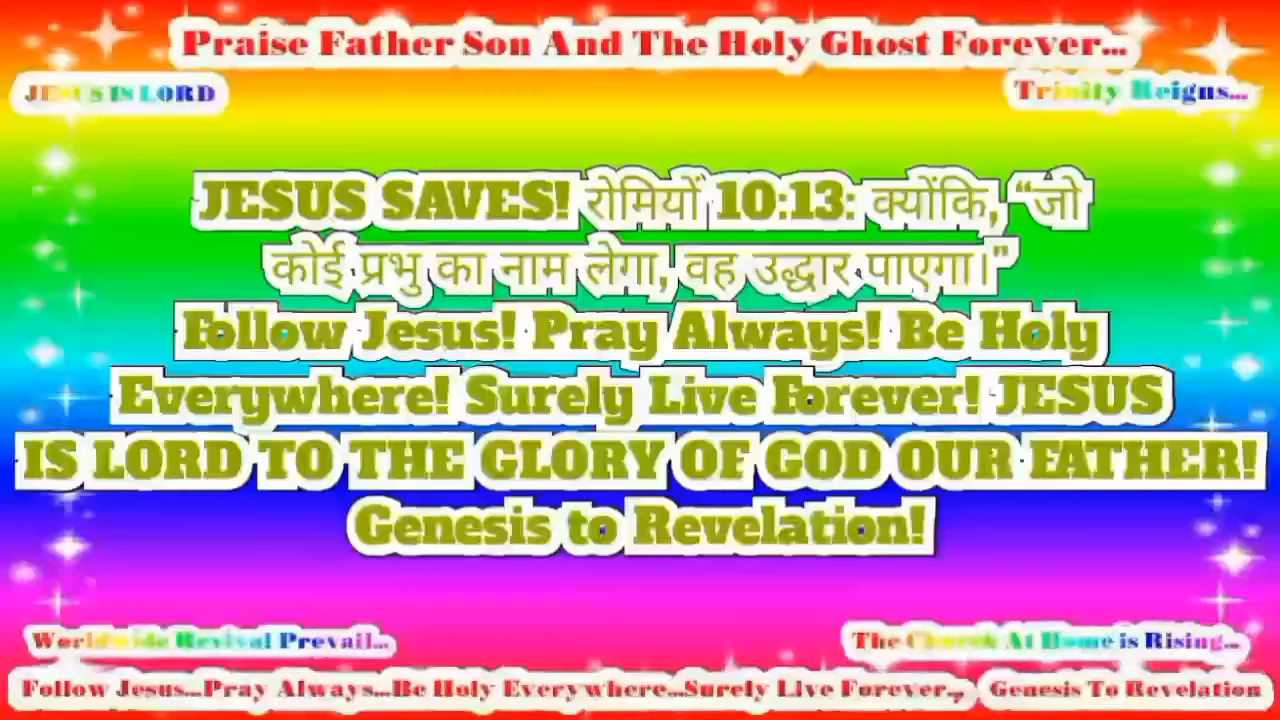 Praise Father Son And The Holy Ghost Forever...
JESUS IS LORD
Trinity Reigns...
JESUS SAVES! रोमियों 10:13: क्योंकि, “जो
कोई प्रभु का नाम लेगा, वह उद्धार पाएगा।”
Follow Jesus! Pray Always! Be Holy
Everywhere! Surely Live Forever! JESUS
IS LORD TO THE GLORY OF GOD OUR FATHER!
Genesis to Revelation!
Worldwide Revival Prevail...
The Church At Home is Rising...
Follow Jesus...Pray Always...Be Holy Everywhere...Surely Live Forever..,
Genesis To Revelation